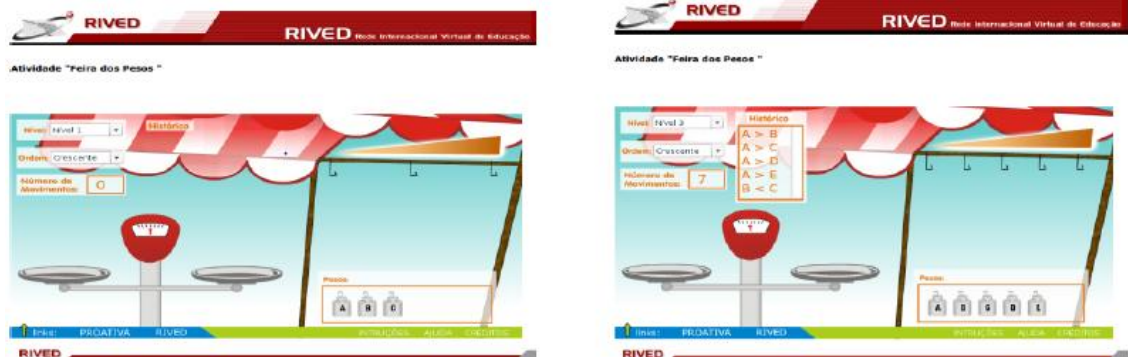 RIVED
RIVED Rede Internacional Virtual de Educação
Atividade "Feira dos Pesos "
Nível: Nível 1
Histórico
Ordem: Crescente
Número de
Movimentos: 0
Pesos:
A B C
links: PROATIVA RIVED
INSTRUÇÕES AJUDA CRÉDITOS
RIVED
RIVED
RIVED Rede Internacional Virtual de Educação
Atividade "Feira dos Pesos "
Nível: Nível 3
Histórico
A > B
A > C
A > D
A > E
B < C
Ordem: Crescente
Número de
Movimentos: 7
Pesos:
links: PROATIVA RIVED
INSTRUÇÕES AJUDA CRÉDITOS
RIVED